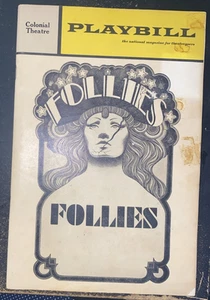 Colonial
Theatre
PLAYBILL
the national magazine for theatregoers
FOLLIES
FOLLIES